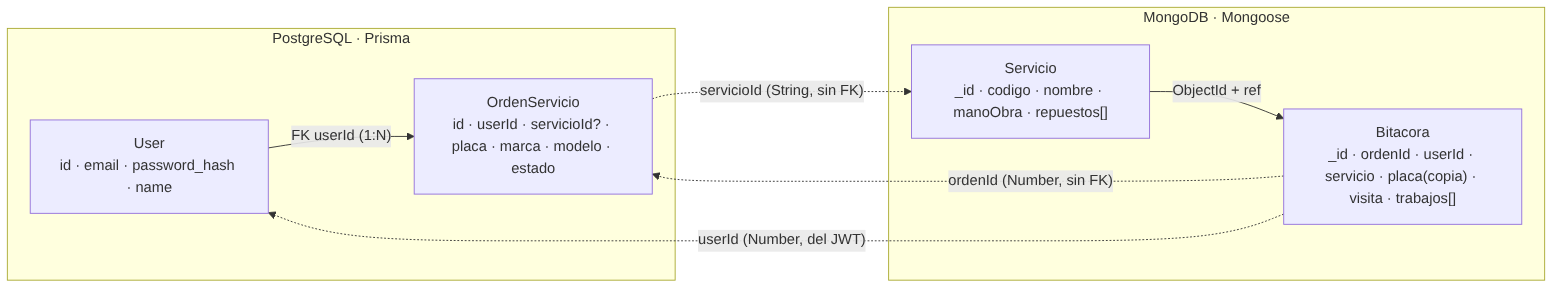 PostgreSQL · Prisma
User
id · email · password_hash
· name
FK userId (1:N)
OrdenServicio
id · userId · servicioId? ·
placa · marca · modelo ·
estado
servicioId (String, sin FK)
ordenId (Number, sin FK)
userId (Number, del JWT)
MongoDB · Mongoose
Servicio
_id · codigo · nombre ·
manoObra · repuestos[]
ObjectId + ref
Bitacora
_id · ordenId · userId ·
servicio · placa(copia) ·
visita · trabajos[]